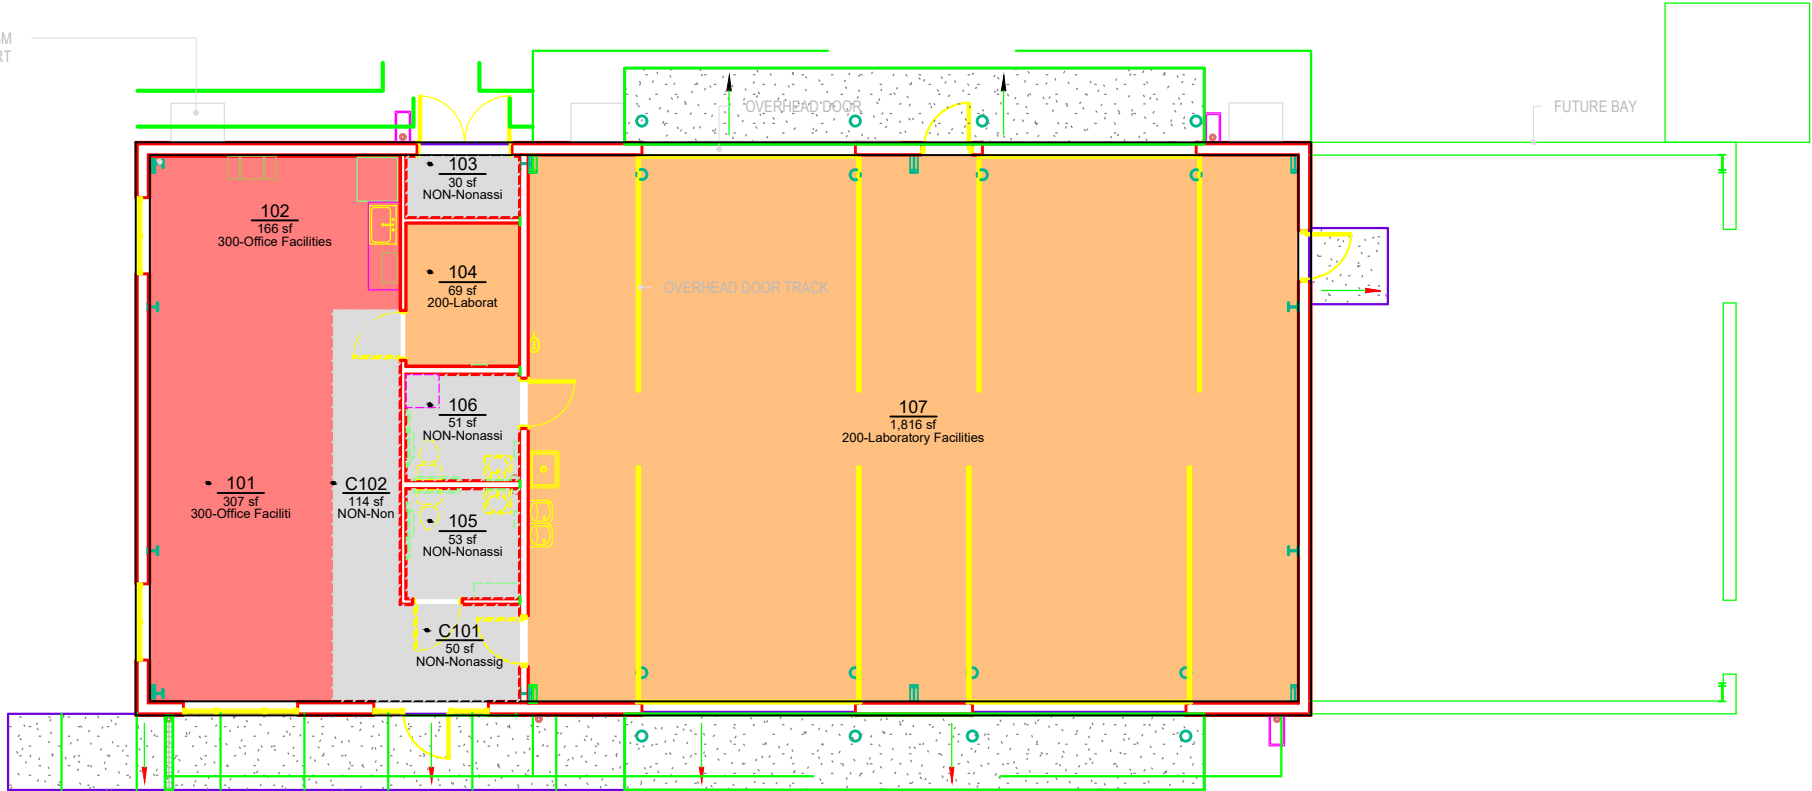 SM
RT
OVERHEAD DOOR
FUTURE BAY
103
30 sf
NON-Nonassi
102
166 sf
300-Office Facilities
104
69 sf
200-Laborat
OVERHEAD DOOR TRACK
106
51 sf
NON-Nonassi
107
1,816 sf
200-Laboratory Facilities
101
307 sf
300-Office Faciliti
C102
114 sf
NON-Non
105
53 sf
NON-Nonassi
C101
50 sf
NON-Nonassig